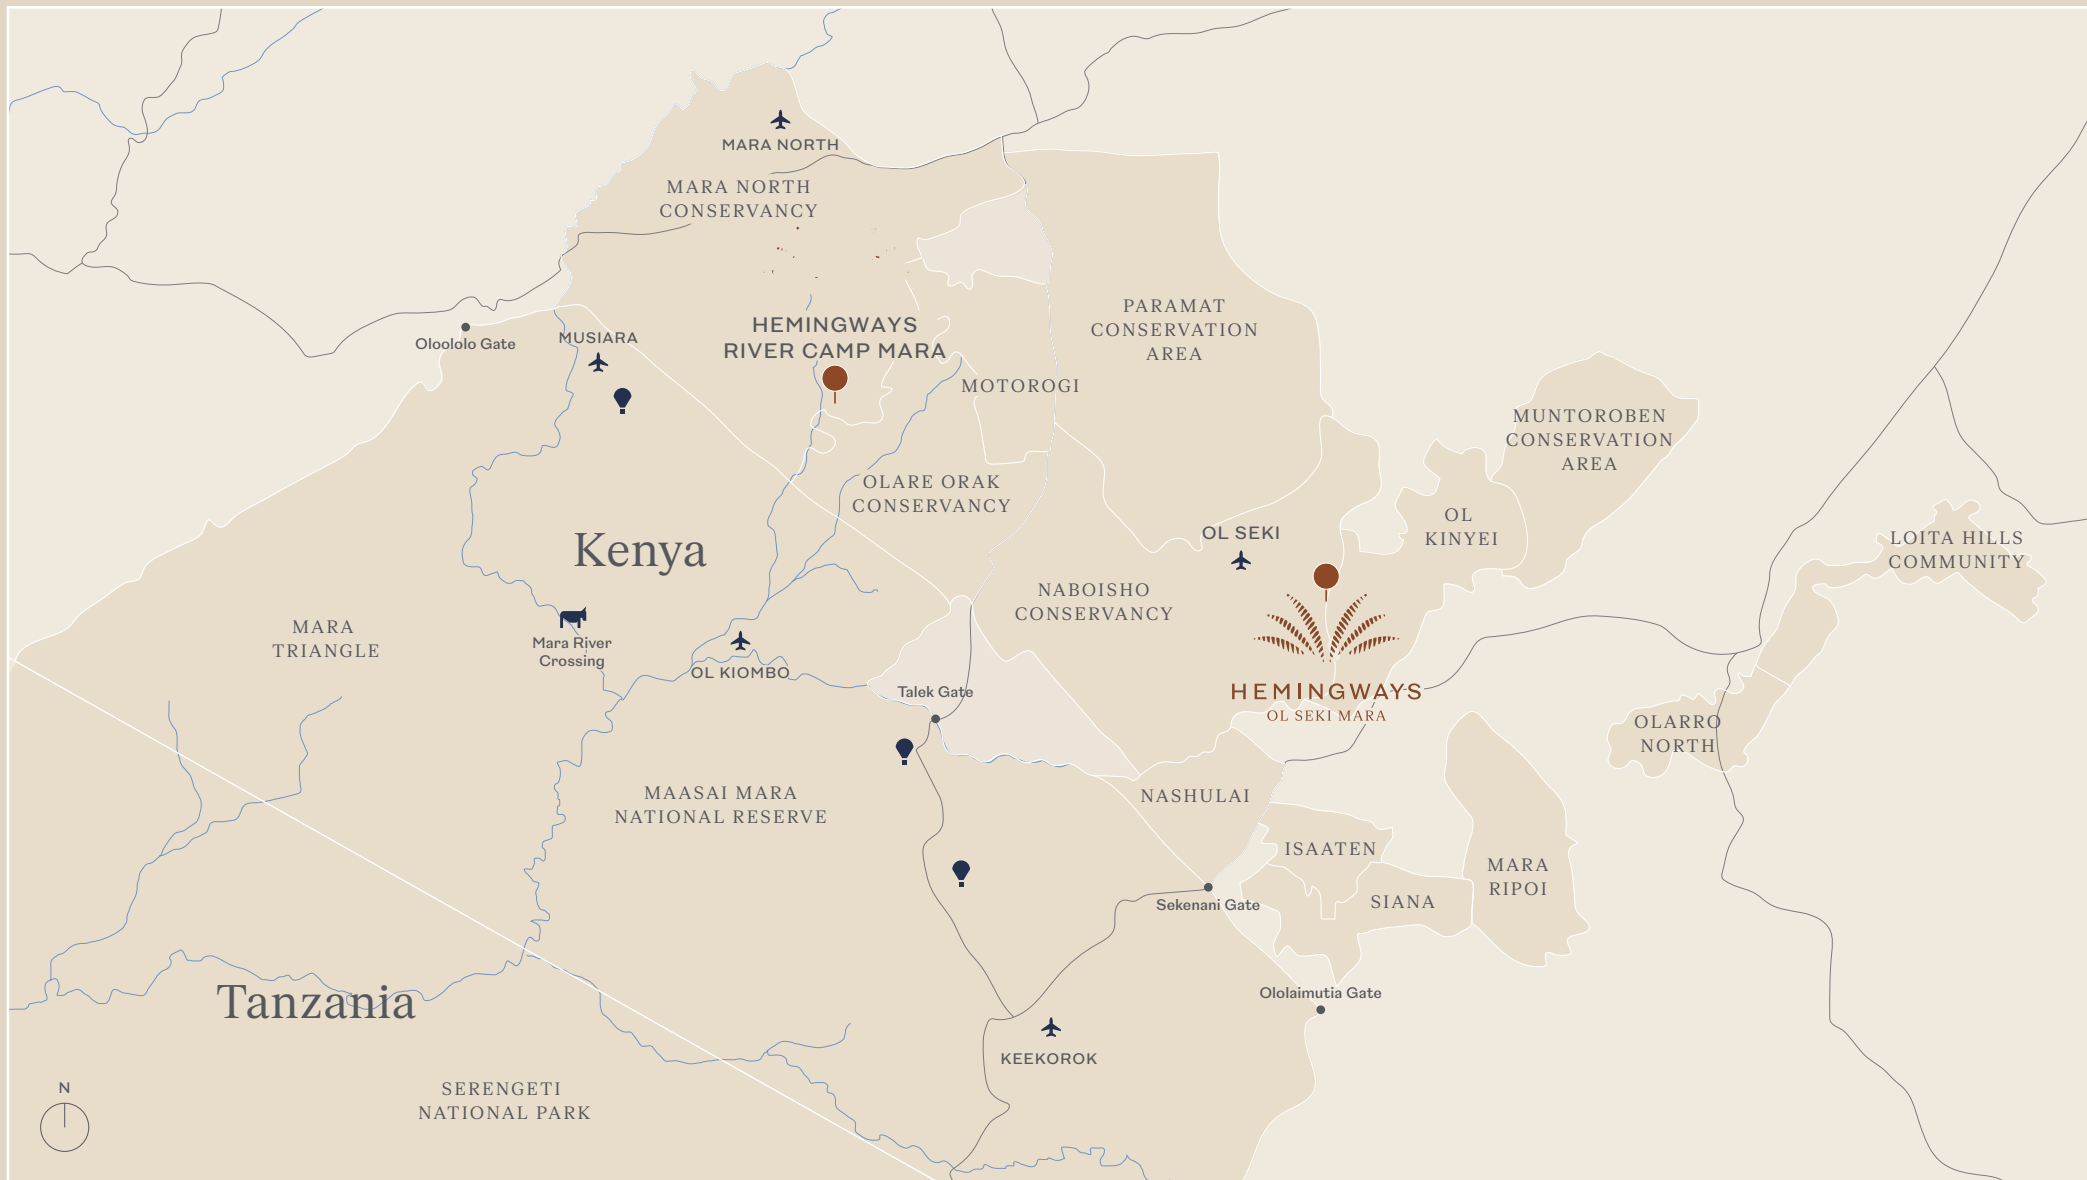 MARA NORTH
MARA NORTH
CONSERVANCY
PARAMAT
CONSERVATION
AREA
HEMINGWAYS
RIVER CAMP MARA
Oloololo Gate
MUSIARA
MOTOROGI
MUNTOROBEN
CONSERVATION
AREA
OLARE ORAK
CONSERVANCY
OL
KINYEI
OL SEKI
LOITA HILLS
COMMUNITY
Kenya
NABOISHO
CONSERVANCY
MARA
TRIANGLE
Mara River
Crossing
OL KIOMBO
Talek Gate
HEMINGWAYS
OL SEKI MARA
OLARRO
NORTH
MAASAI MARA
NATIONAL RESERVE
NASHULAI
ISAATEN
MARA
RIPOI
SIANA
Sekenani Gate
Tanzania
Ololaimutia Gate
KEEKOROK
SERENGETI
NATIONAL PARK
N